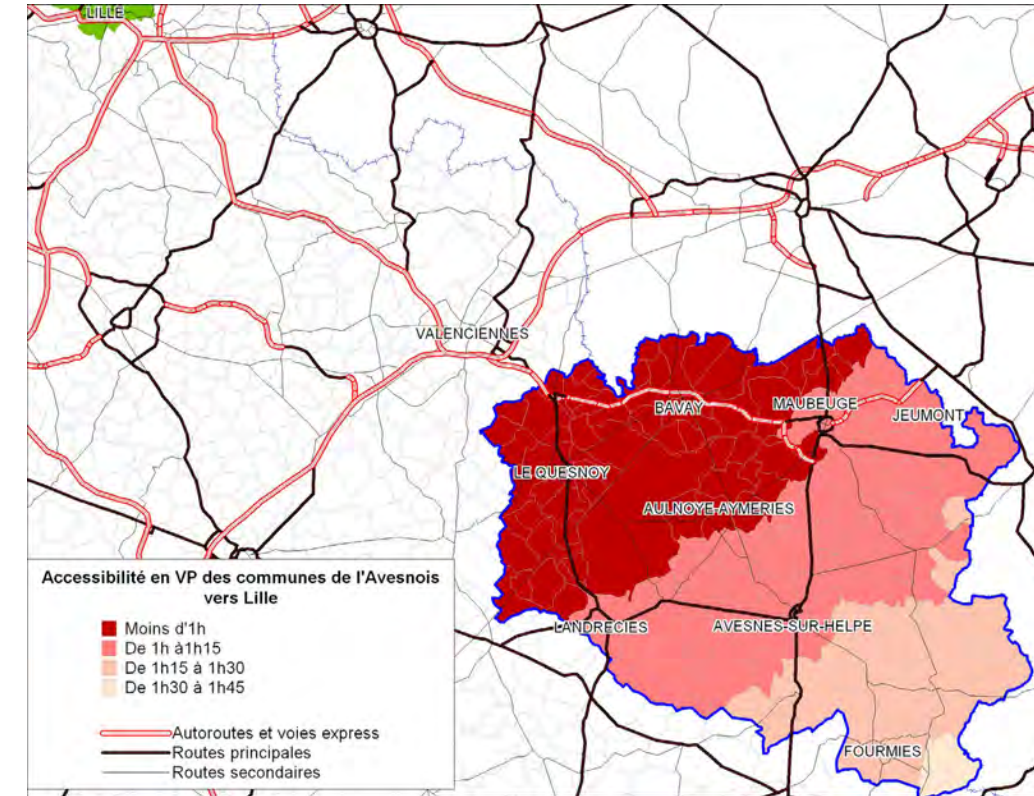 LILLE
VALENCIENNES
BAVAY
MAUBEUGE
JEUMONT
LE QUESNOY
AULNOYE-AYMERIES
LANDRECIES
AVESNES-SUR-HELPE
FOURMIES
Accessibilité en VP des communes de l'Avesnois
vers Lille
Moins d'1h
De 1h à1h15
De 1h15 à 1h30
De 1h30 à 1h45
Autoroutes et voies express
Routes principales
Routes secondaires